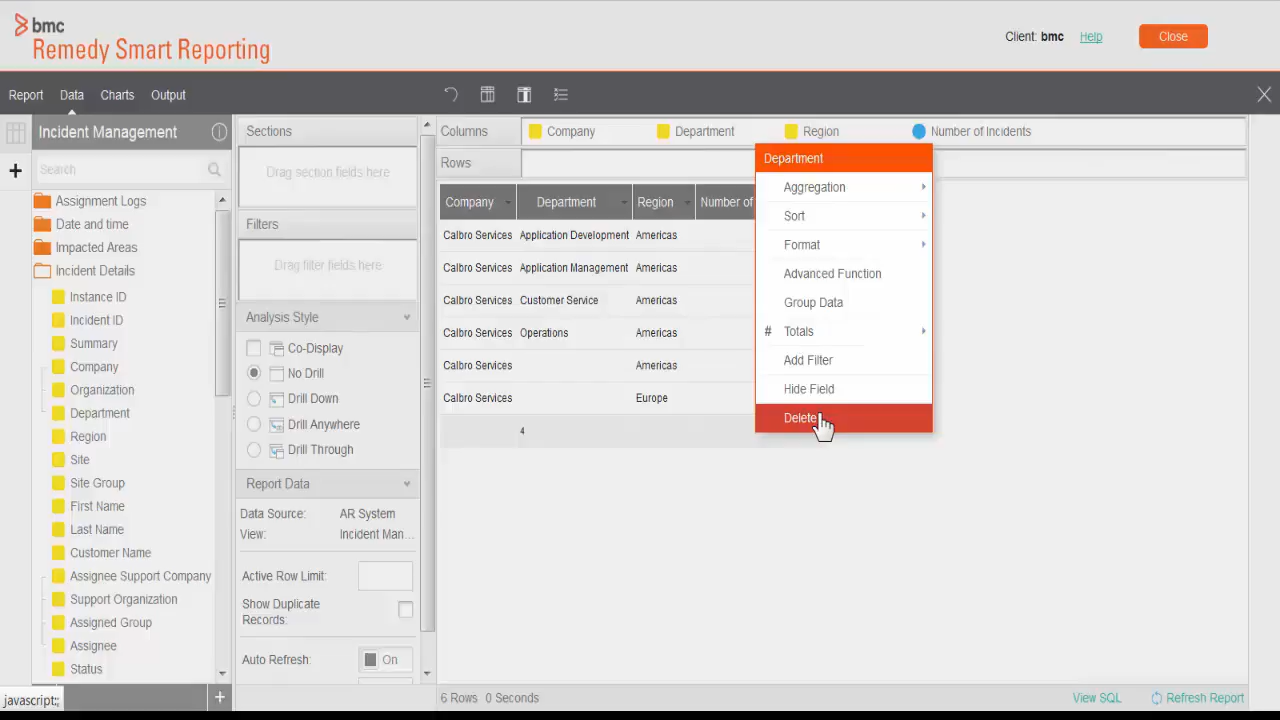 bmc
Remedy Smart Reporting
Client: bmc
Help
Close
Report
Data
Charts
Output
Incident Management
Search
Assignment Logs
Date and time
Impacted Areas
Incident Details
Instance ID
Incident ID
Summary
Company
Organization
Department
Region
Site
Site Group
First Name
Last Name
Customer Name
Assignee Support Company
Support Organization
Assigned Group
Assignee
Status
javascript:;
Sections
Drag section fields here
Filters
Drag filter fields here
Analysis Style
Co-Display
No Drill
Drill Down
Drill Anywhere
Drill Through
Report Data
Data Source: AR System
View: Incident Man...
Active Row Limit:
Show Duplicate
Records:
Auto Refresh: On
Columns Company Department Region Number of Incidents
Rows
Company Department Region Number of
Calbro Services Application Development Americas
Calbro Services Application Management Americas
Calbro Services Customer Service Americas
Calbro Services Operations Americas
Calbro Services Americas
Calbro Services Europe
4
Department
Aggregation
Sort
Format
Advanced Function
Group Data
# Totals
Add Filter
Hide Field
Delete
6 Rows 0 Seconds
View SQL
Refresh Report